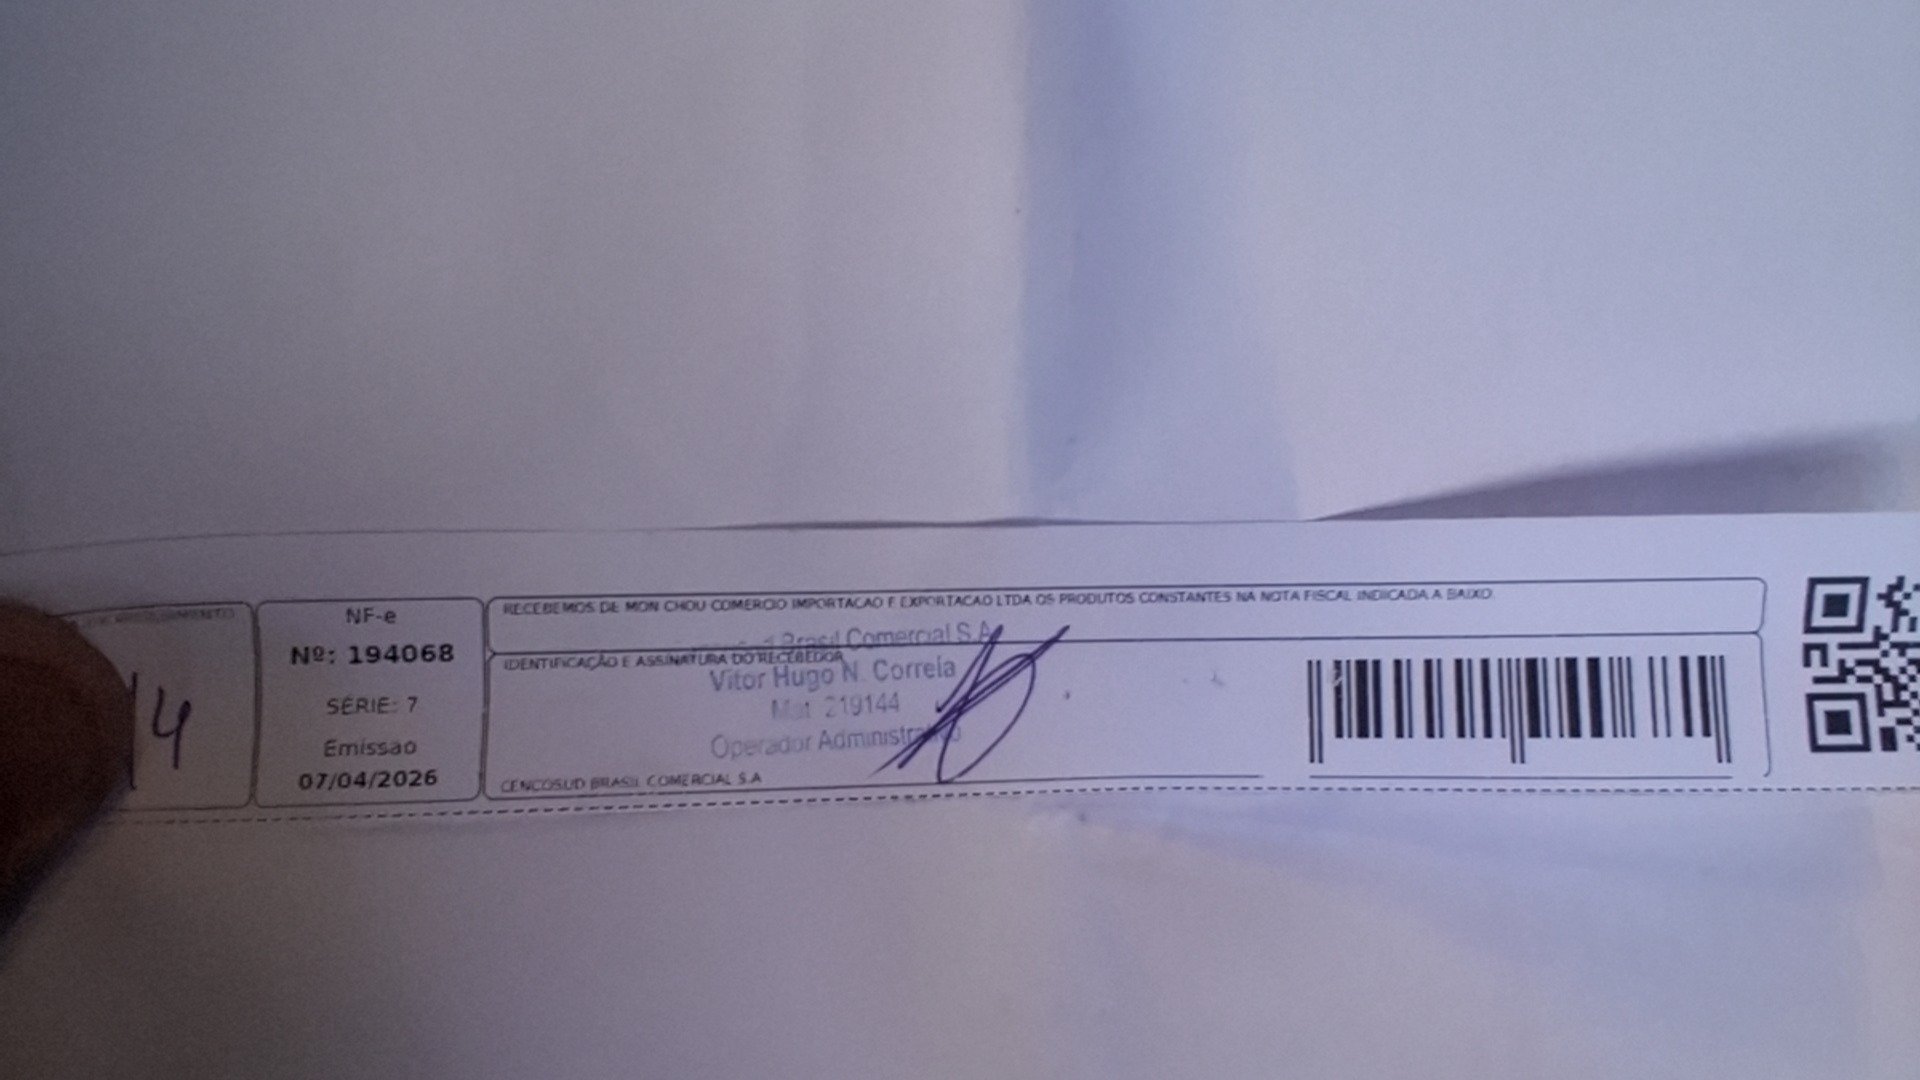 4
NF-e
Nº: 194068
SÉRIE: 7
Emissao
07/04/2026
RECEBEMOS DE MON CHOU COMERCIO IMPORTACAO E EXPORTACAO LTDA OS PRODUTOS CONSTANTES NA NOTA FISCAL INDICADA A BAIXO.
IDENTIFICAÇÃO E ASSINATURA DO RECEBEDOR
Brasil Comercial S.A
Vitor Hugo N. Correia
Mat 219144
Operador Administrativo
CENCOSUD BRASIL COMERCIAL S.A